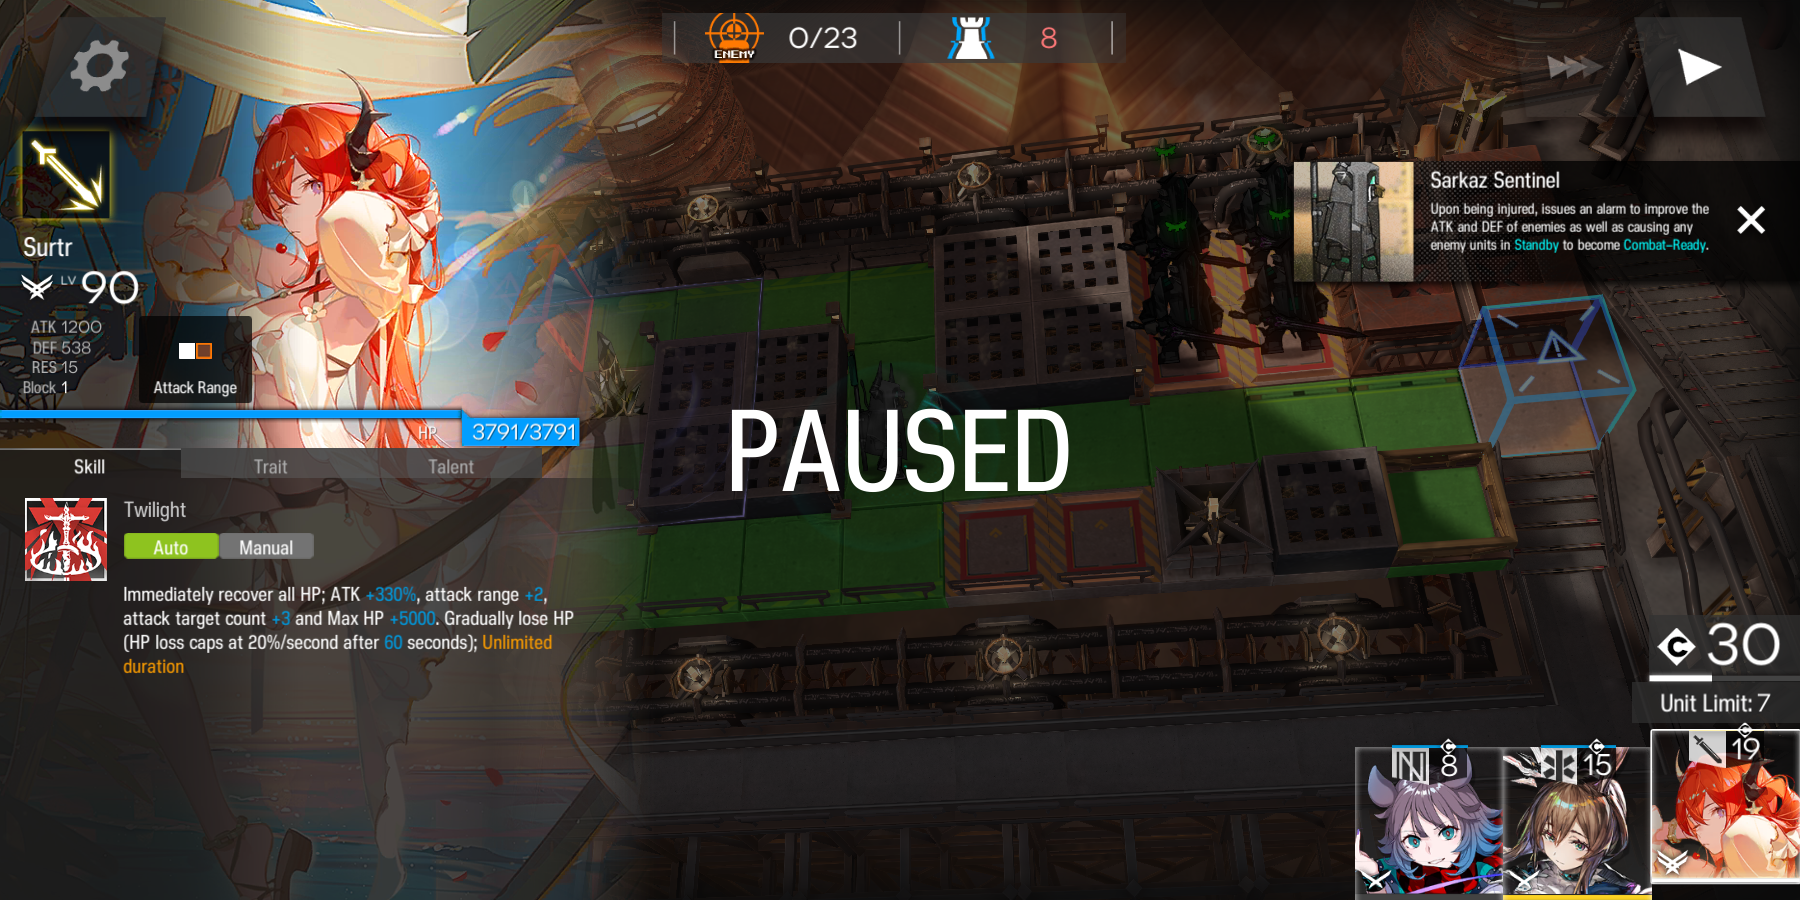 ENEMY
0/23
8
Sarkaz Sentinel
Upon being injured, issues an alarm to improve the
ATK and DEF of enemies as well as causing any
enemy units in Standby to become Combat-Ready.
Surtr
LV 90
ATK 1200
DEF 538
RES 15
Block 1
Attack Range
HP 3791/3791
PAUSED
Skill
Trait
Talent
Twilight
Auto
Manual
Immediately recover all HP; ATK +330%, attack range +2,
attack target count +3 and Max HP +5000. Gradually lose HP
(HP loss caps at 20%/second after 60 seconds); Unlimited
duration
C 30
Unit Limit: 7
C
8
C
15
C
19